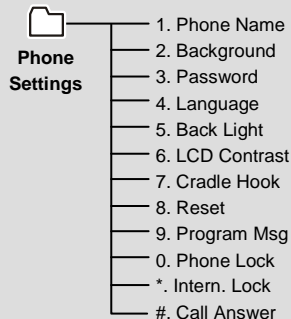 Phone
Settings
1. Phone Name
2. Background
3. Password
4. Language
5. Back Light
6. LCD Contrast
7. Cradle Hook
8. Reset
9. Program Msg
0. Phone Lock
*. Intern. Lock
#. Call Answer